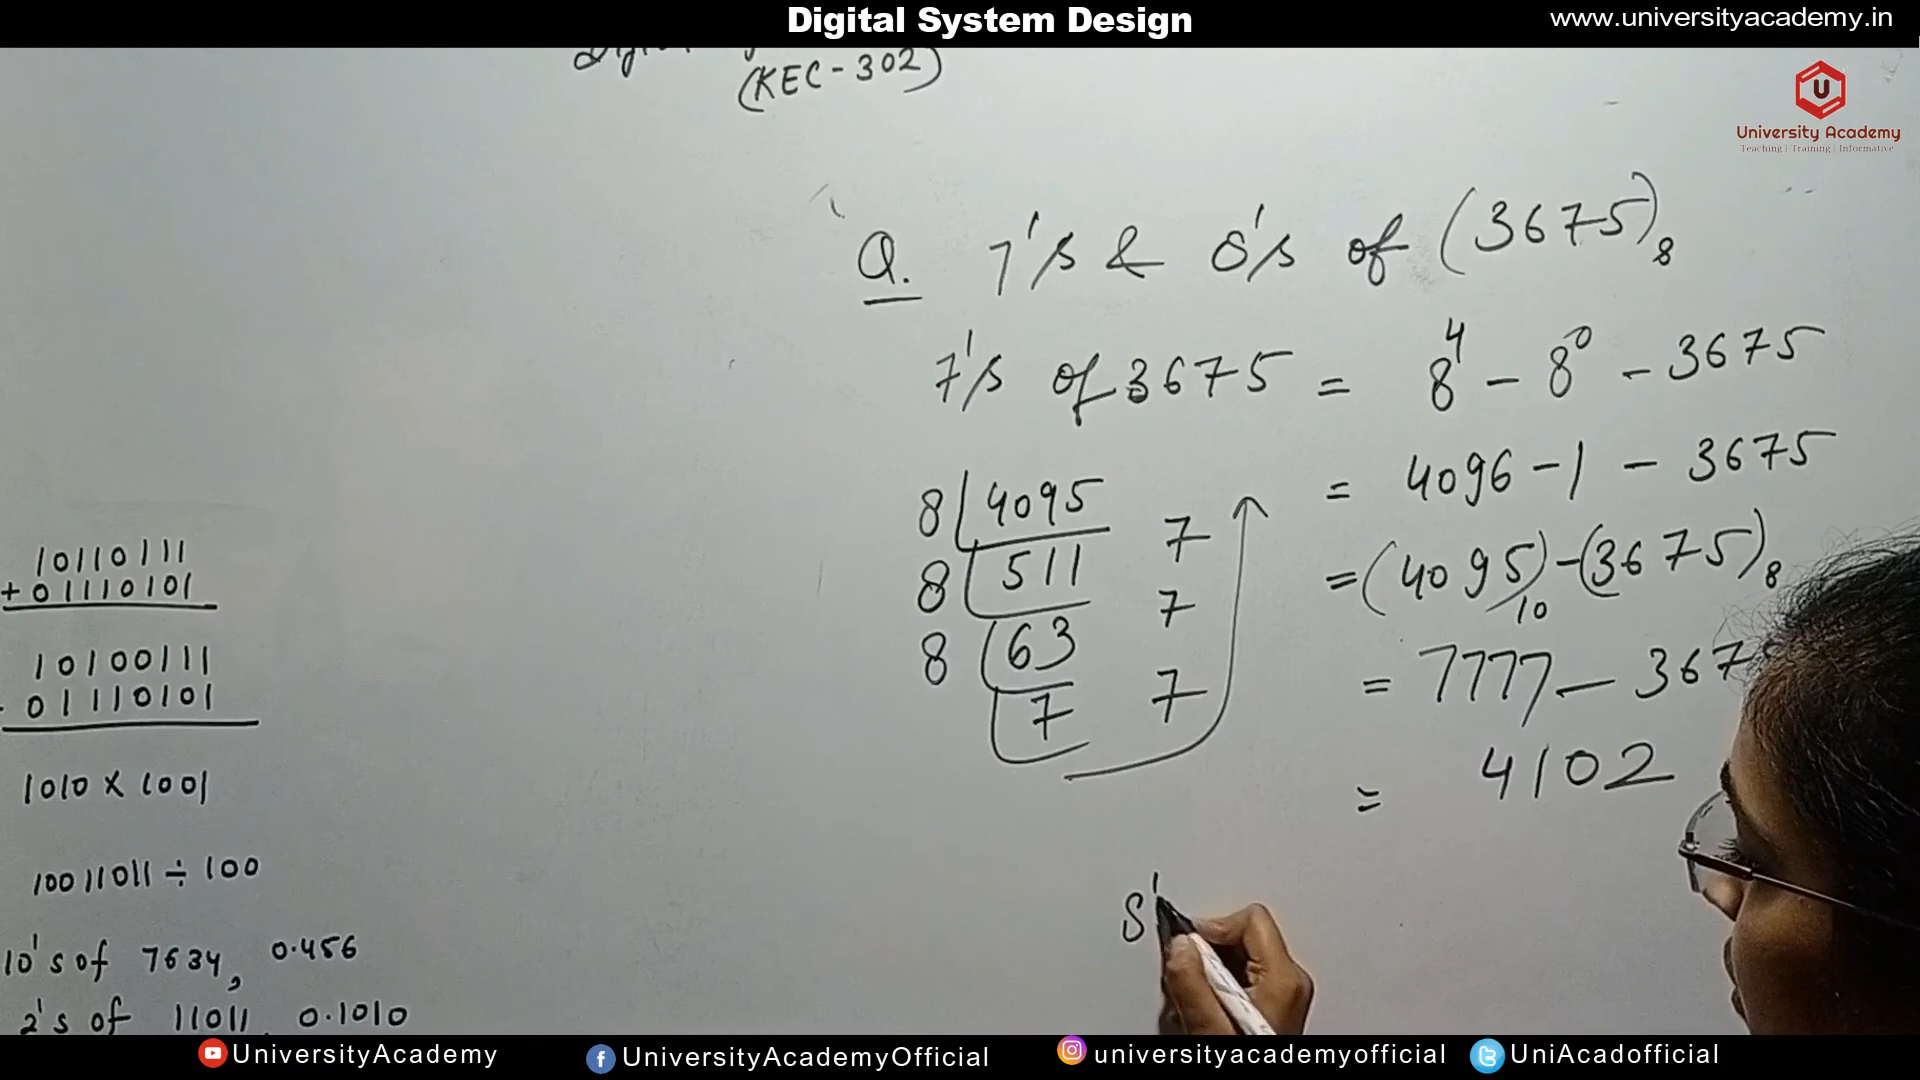 Digital System Design
www.universityacademy.in
(KEC-302)
U
University Academy
Teaching | Training | Informative
Q. 7's & 8's of (3675)8
7's of 3675 = 8^4 - 8^0 - 3675
= 4096 - 1 - 3675
= (4095)10 - (3675)8
= 7777 - 367
= 4102
8 4095 7
8 511 7
8 63 7
7
8'
10110111
+ 01110101
10100111
- 01110101
1010 × 1001
10011011 ÷ 100
10's of 7634, 0.456
2's of 11011, 0.1010
UniversityAcademy
UniversityAcademyOfficial
universityacademyofficial
UniAcadofficial